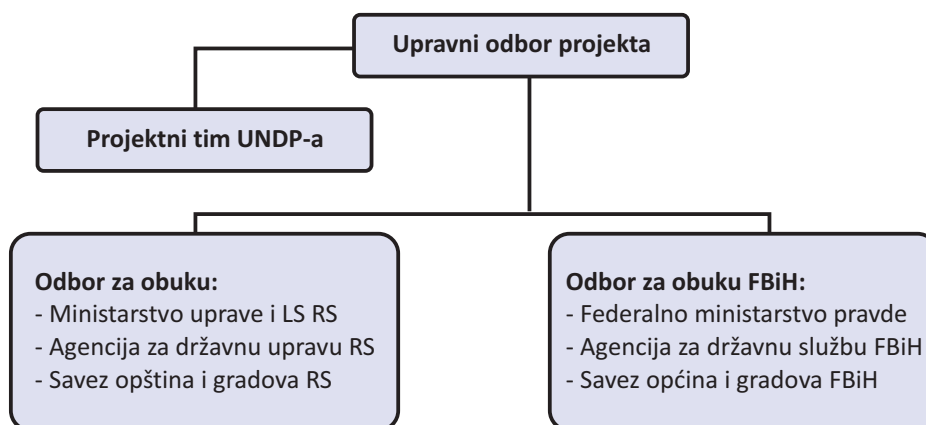 Upravni odbor projekta
Projektni tim UNDP-a
Odbor za obuku:
- Ministarstvo uprave i LS RS
- Agencija za državnu upravu RS
- Savez opština i gradova RS
Odbor za obuku FBiH:
- Federalno ministarstvo pravde
- Agencija za državnu službu FBiH
- Savez općina i gradova FBiH